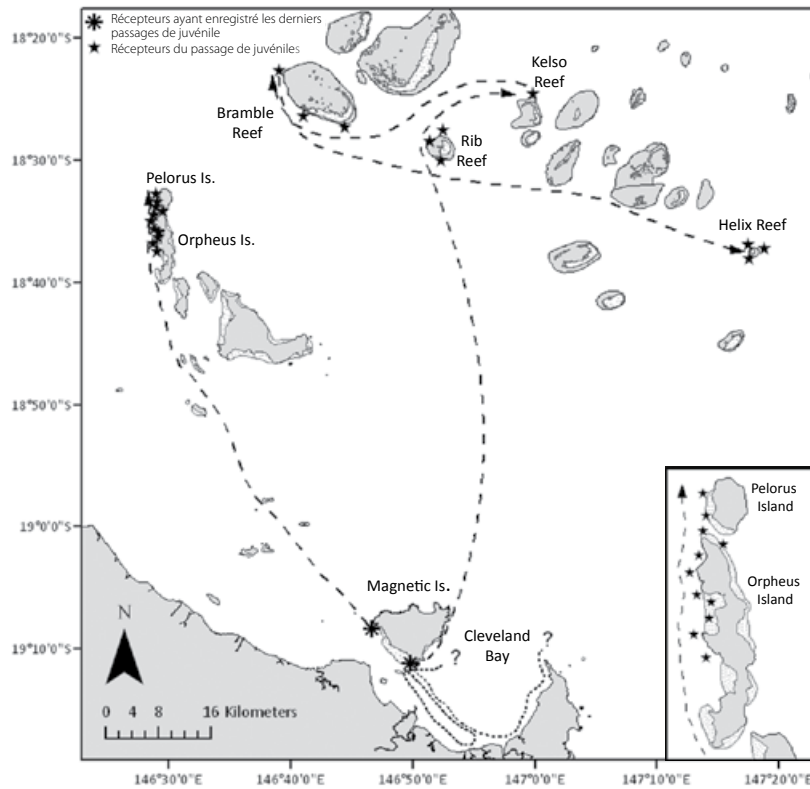 Récepteurs ayant enregistré les derniers
passages de juvénile
Récepteurs du passage de juvéniles
18°20'0"S
18°30'0"S
18°40'0"S
18°50'0"S
19°0'0"S
19°10'0"S
Kelso
Reef
Bramble
Reef
Rib
Reef
Pelorus Is.
Orpheus Is.
Helix Reef
Magnetic Is.
Cleveland
Bay
?
?
N
0 4 8 16 Kilometers
Pelorus
Island
Orpheus
Island
146°30'0"E
146°40'0"E
146°50'0"E
147°0'0"E
147°10'0"E
147°20'0"E